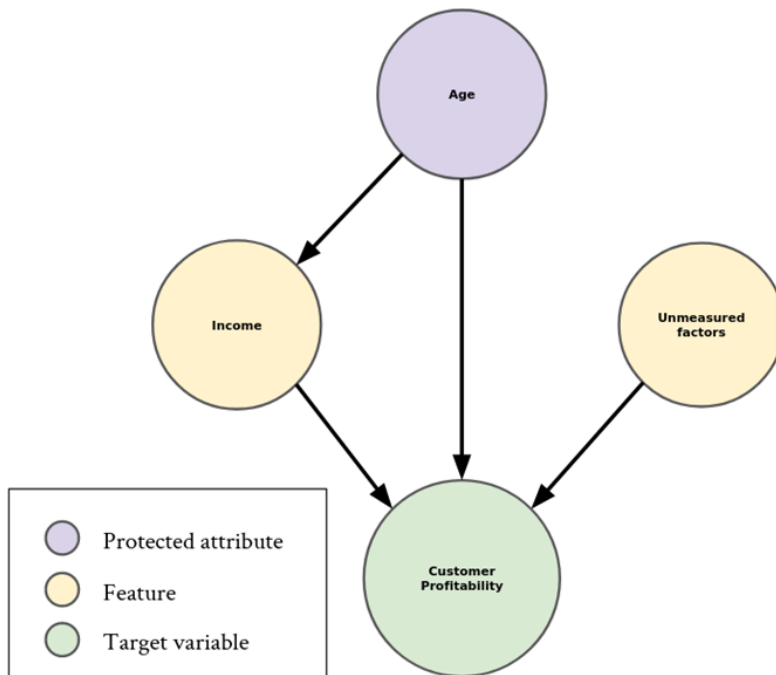 Age
Income
Unmeasured
factors
Customer
Profitability
Protected attribute
Feature
Target variable